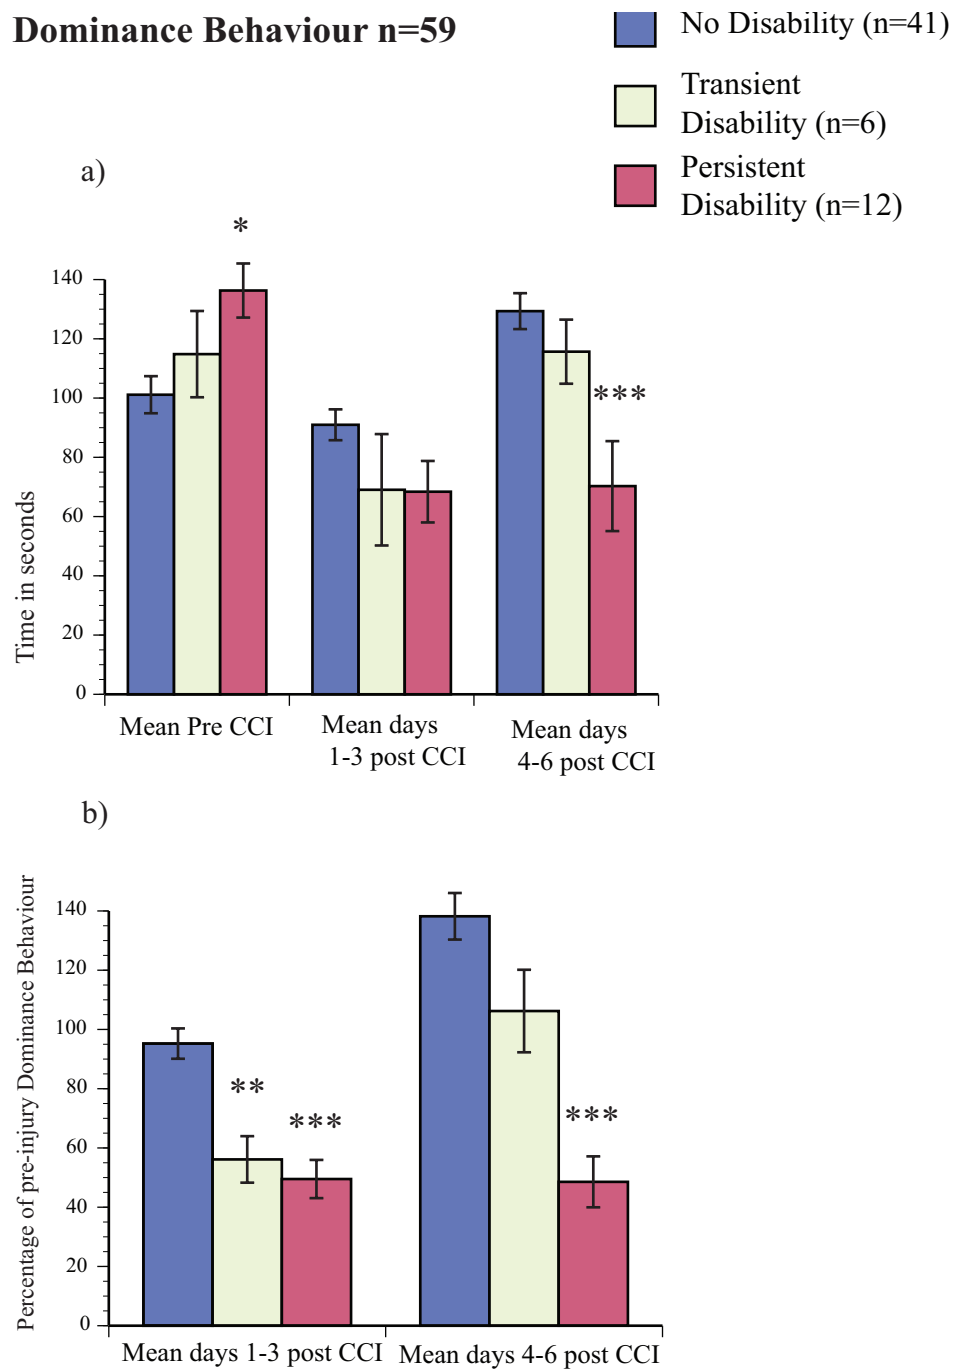 Dominance Behaviour n=59
No Disability (n=41)
Transient
Disability (n=6)
Persistent
Disability (n=12)
a)
*
***
140
120
100
80
60
40
20
0
Time in seconds
Mean Pre CCI
Mean days
1-3 post CCI
Mean days
4-6 post CCI
b)
**
***
***
140
120
100
80
60
40
20
0
Percentage of pre-injury Dominance Behaviour
Mean days 1-3 post CCI
Mean days 4-6 post CCI